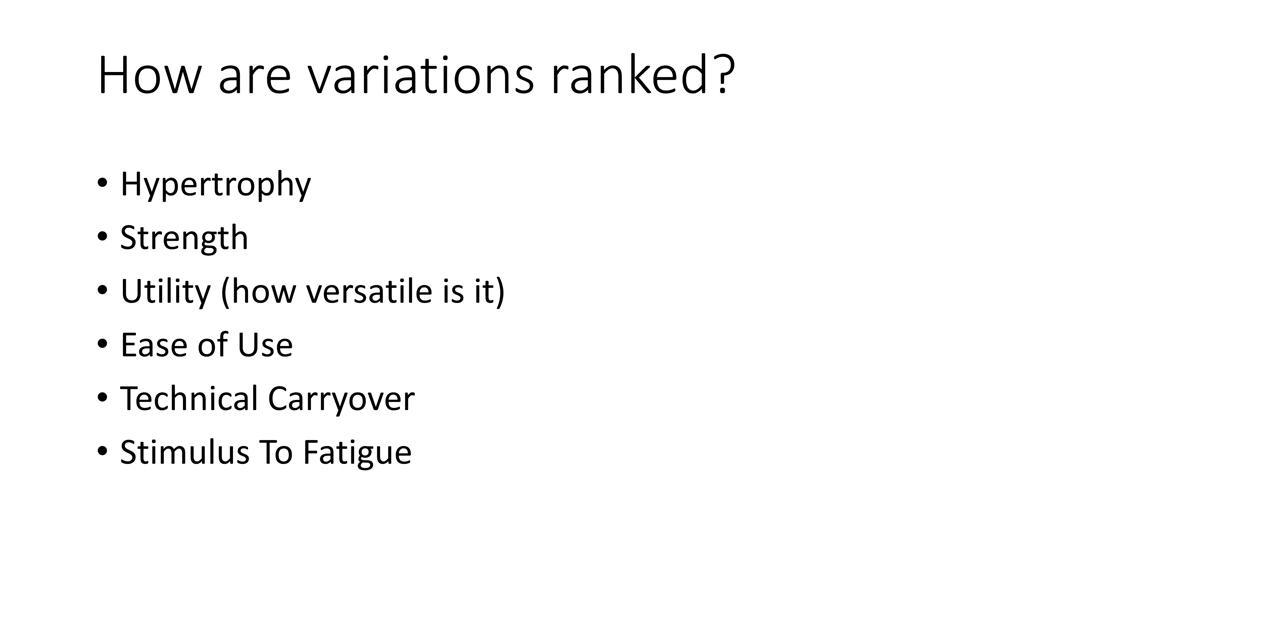 How are variations ranked?
• Hypertrophy
• Strength
• Utility (how versatile is it)
• Ease of Use
• Technical Carryover
• Stimulus To Fatigue